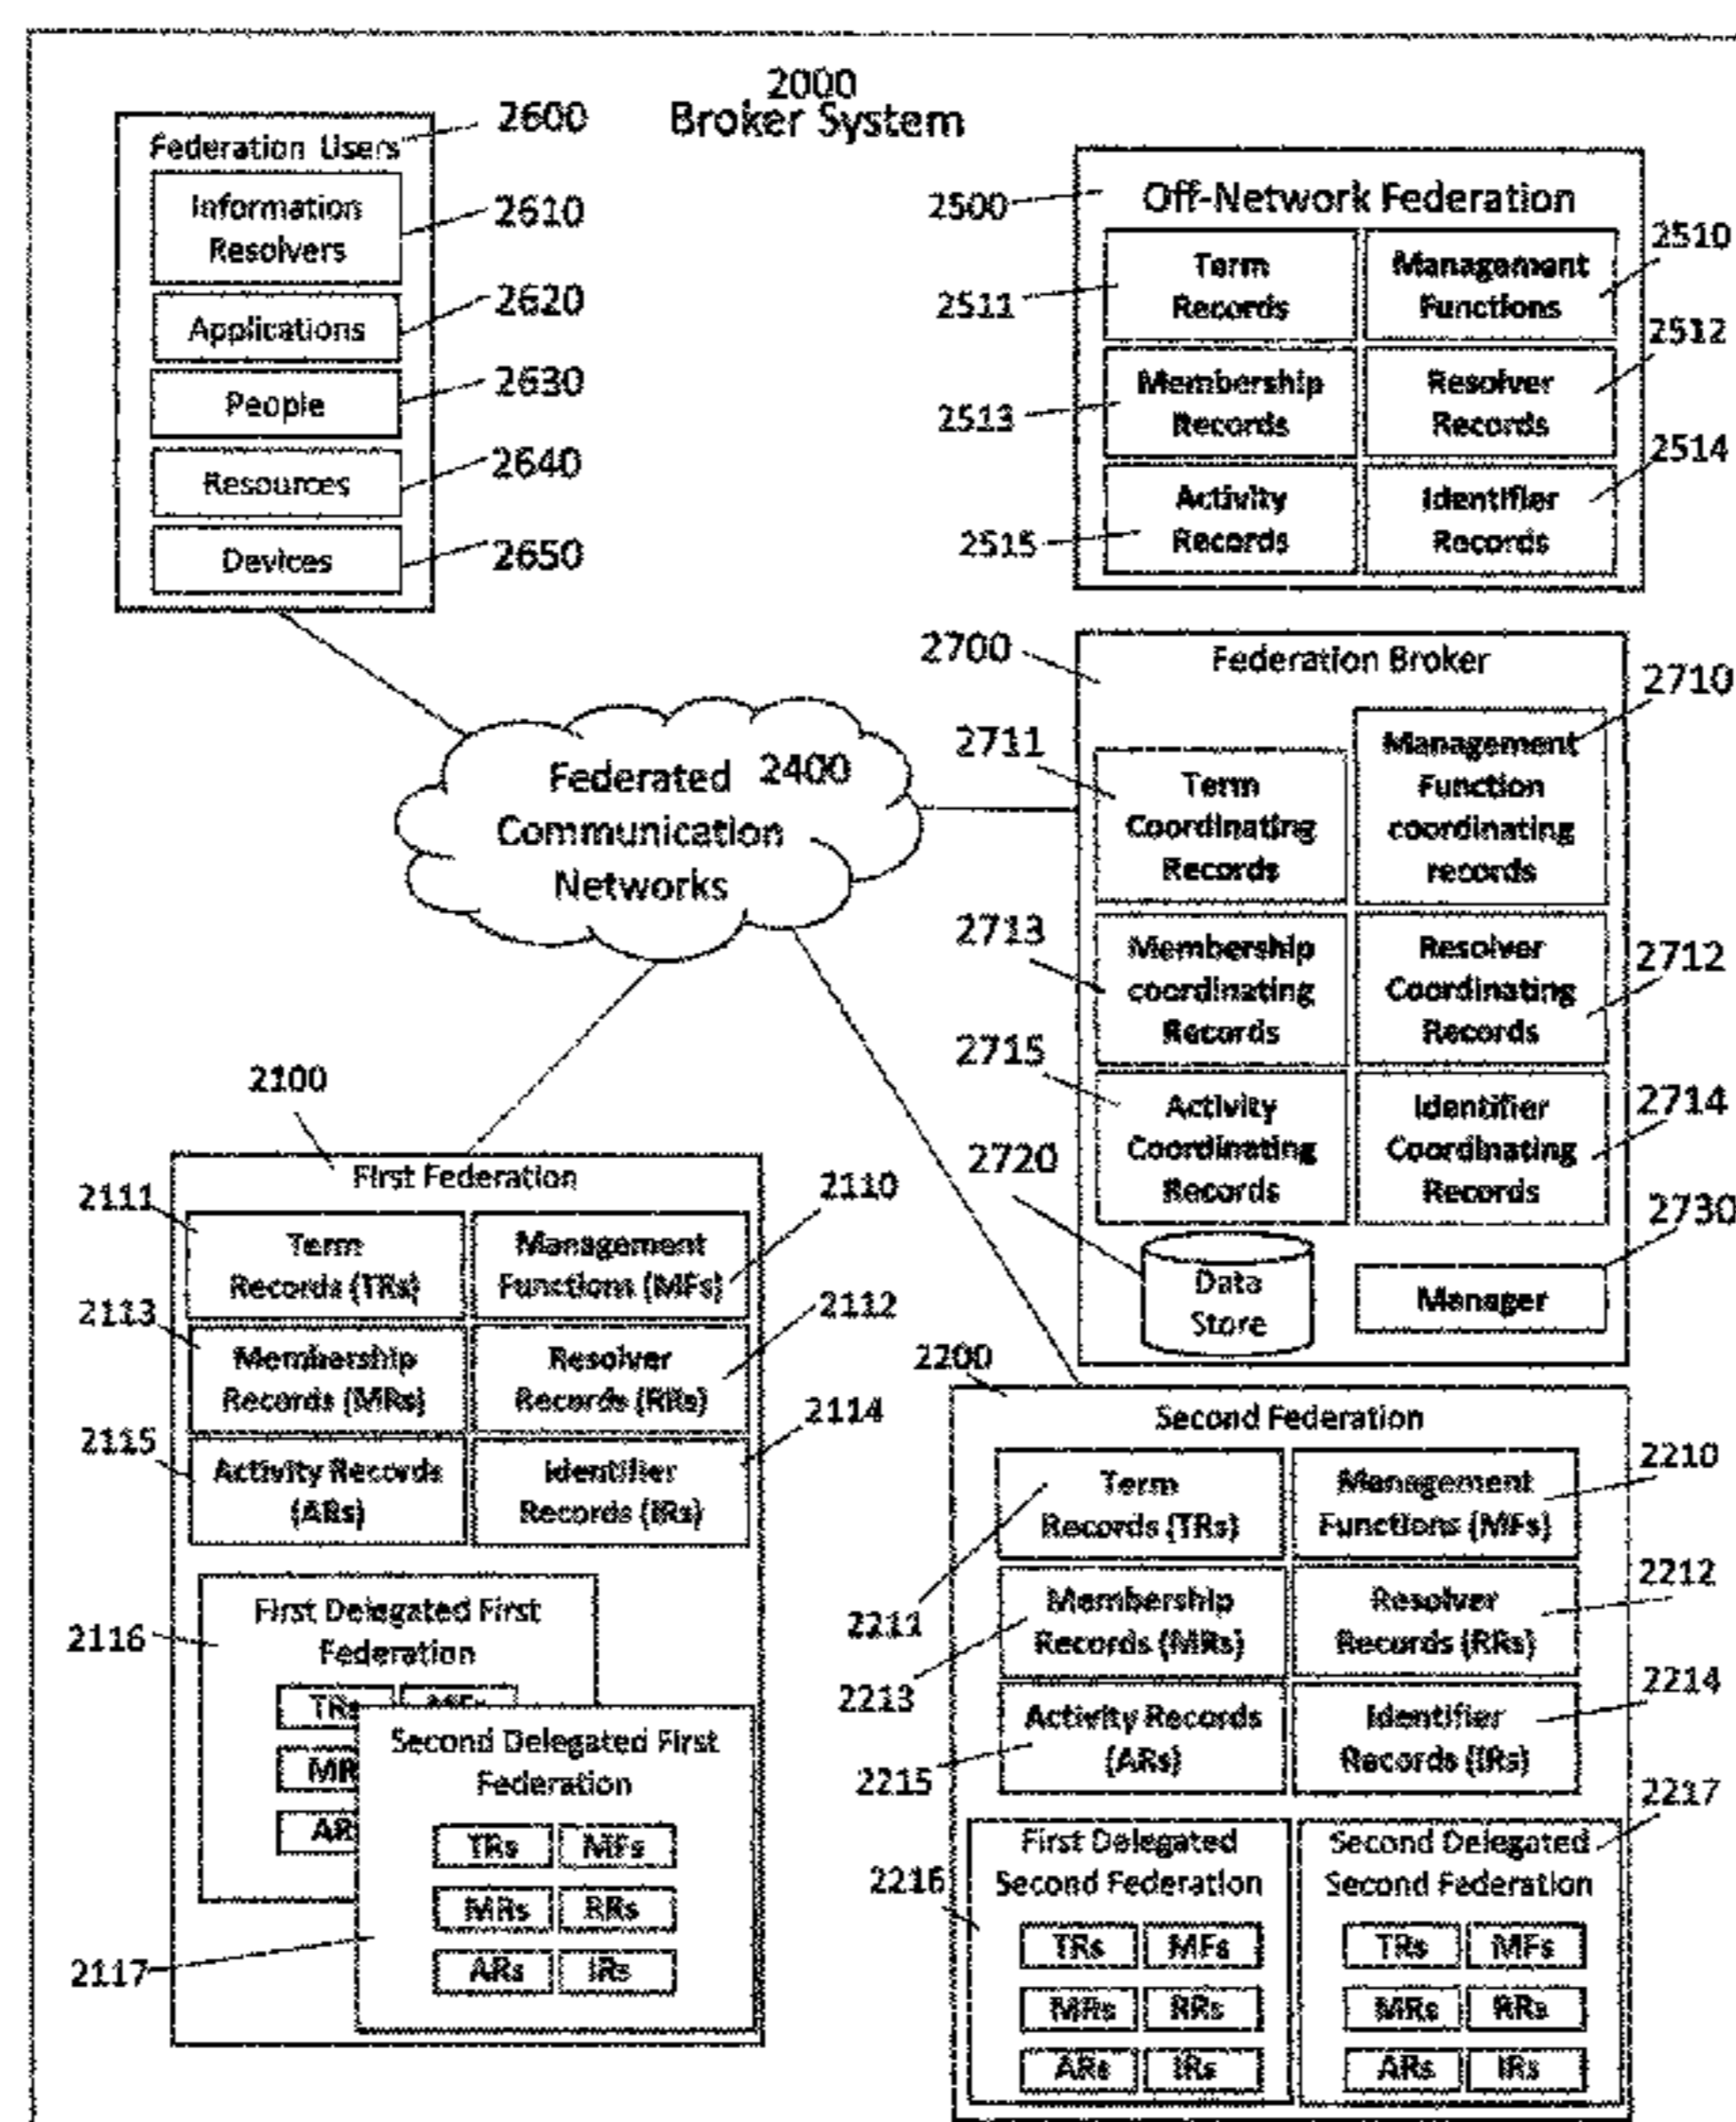 2000
Broker System
Federation Users
2600
Information
Resolvers
2610
Applications
2620
People
2630
Resources
2640
Devices
2650
2500
Off-Network Federation
Term
Records
2511
Management
Functions
2510
Membership
Records
2513
Resolver
Records
2512
Activity
Records
2515
Identifier
Records
2514
Federated
Communication
Networks
2400
2700
Federation Broker
2711
Term
Coordinating
Records
2710
Management
Function
coordinating
records
2713
Membership
coordinating
Records
2712
Resolver
Coordinating
Records
2715
Activity
Coordinating
Records
2714
Identifier
Coordinating
Records
2720
Data
Store
2730
Manager
2100
First Federation
2111
Term
Records (TRs)
2110
Management
Functions (MFs)
2113
Membership
Records (MRs)
2112
Resolver
Records (RRs)
2115
Activity Records
(ARs)
2114
Identifier
Records (IRs)
2116
First Delegated First
Federation
TRs
MR
AR
2117
Second Delegated First
Federation
TRs MFs
MRs RRs
ARs IRs
2200
Second Federation
2211
Term
Records (TRs)
2210
Management
Functions (MFs)
2213
Membership
Records (MRs)
2212
Resolver
Records (RRs)
2215
Activity Records
(ARs)
2214
Identifier
Records (IRs)
2216
First Delegated
Second Federation
TRs MFs
MRs RRs
ARs IRs
2217
Second Delegated
Second Federation
TRs MFs
MRs RRs
ARs IRs